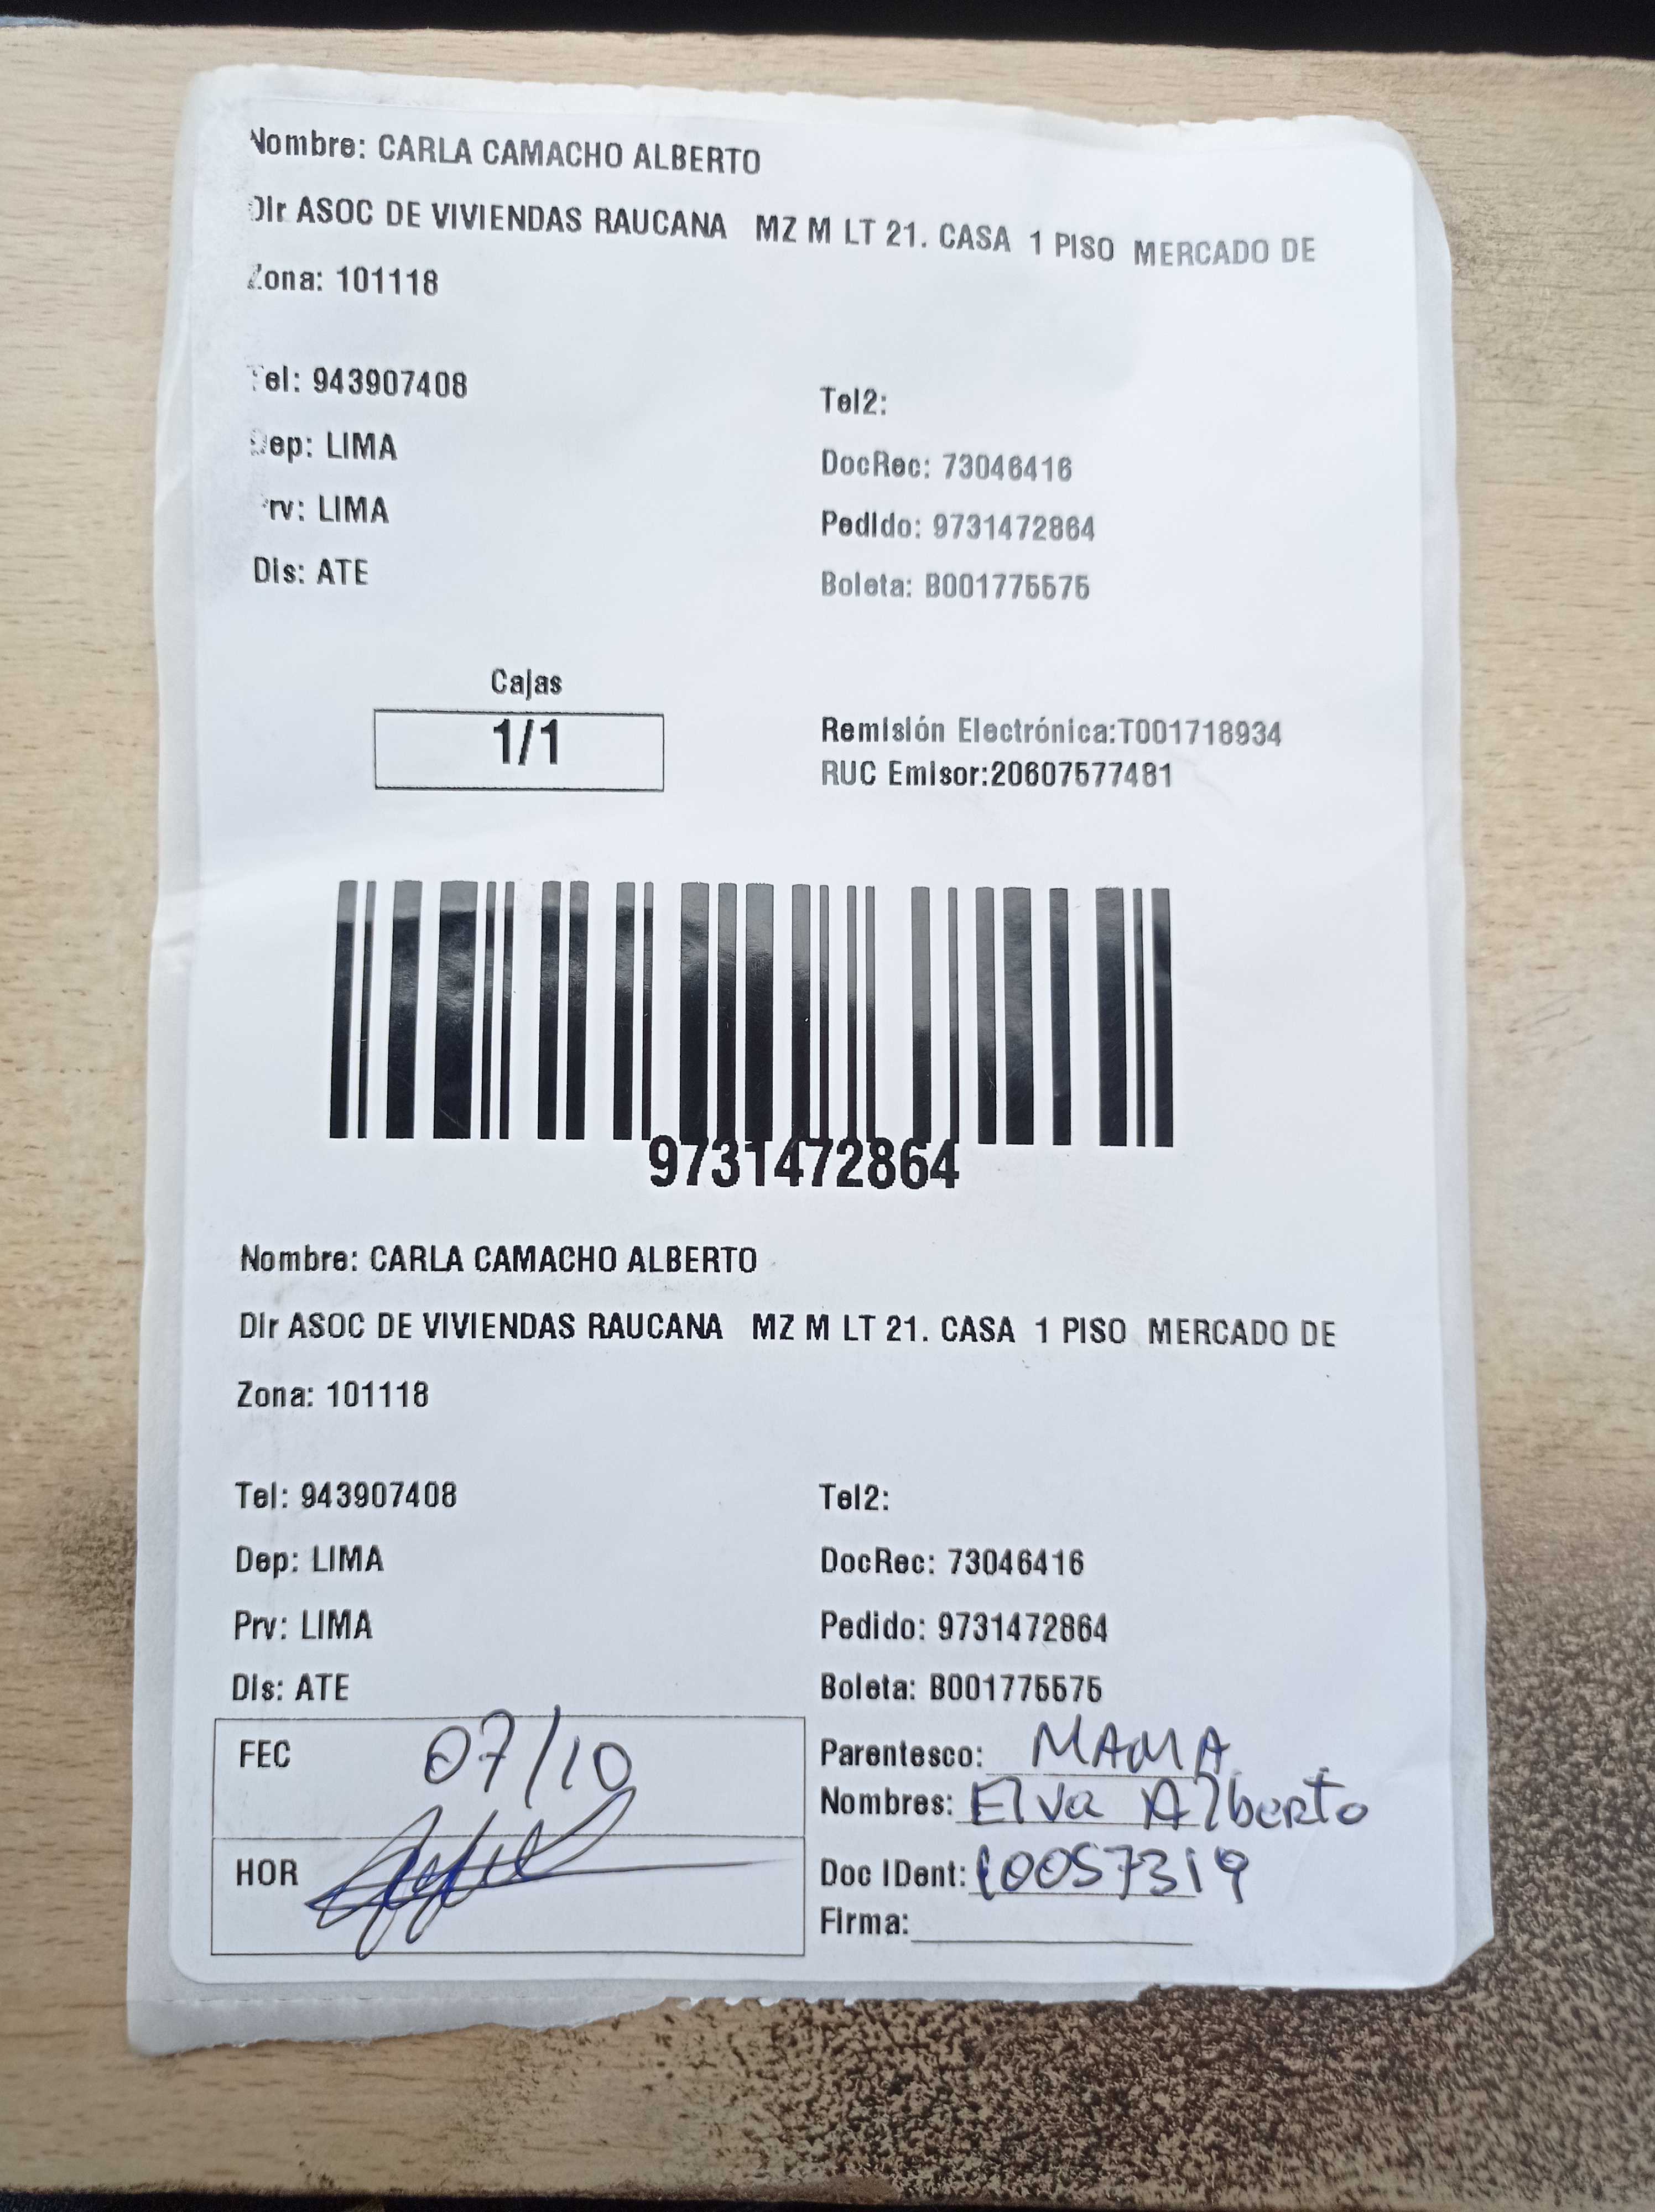 Nombre: CARLA CAMACHO ALBERTO
Dir ASOC DE VIVIENDAS RAUCANA MZ M LT 21. CASA 1 PISO MERCADO DE
Zona: 101118
Tel: 943907408
Tel2:
Dep: LIMA
DocRec: 73046416
Prv: LIMA
Pedido: 9731472864
Dis: ATE
Boleta: B001775575
Cajas
1/1
Remisión Electrónica:T001718934
RUC Emisor:20607577481
9731472864
Nombre: CARLA CAMACHO ALBERTO
Dir ASOC DE VIVIENDAS RAUCANA MZ M LT 21. CASA 1 PISO MERCADO DE
Zona: 101118
Tel: 943907408
Tel2:
Dep: LIMA
DocRec: 73046416
Prv: LIMA
Pedido: 9731472864
Dis: ATE
Boleta: B001775575
FEC 07/10
Parentesco: MAMA
Nombres: Elva Alberto
HOR
Doc IDent: 10057319
Firma: